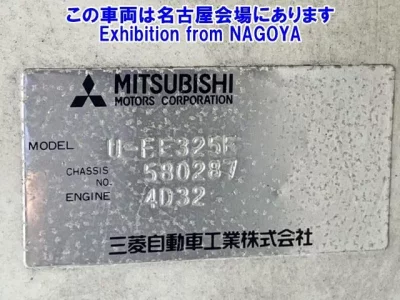 この車両は名古屋会場にあります
Exhibition from NAGOYA
MITSUBISHI
MOTORS CORPORATION
MODEL
CHASSIS NO. 580287
ENGINE 4D32
三菱自動車工業株式会社